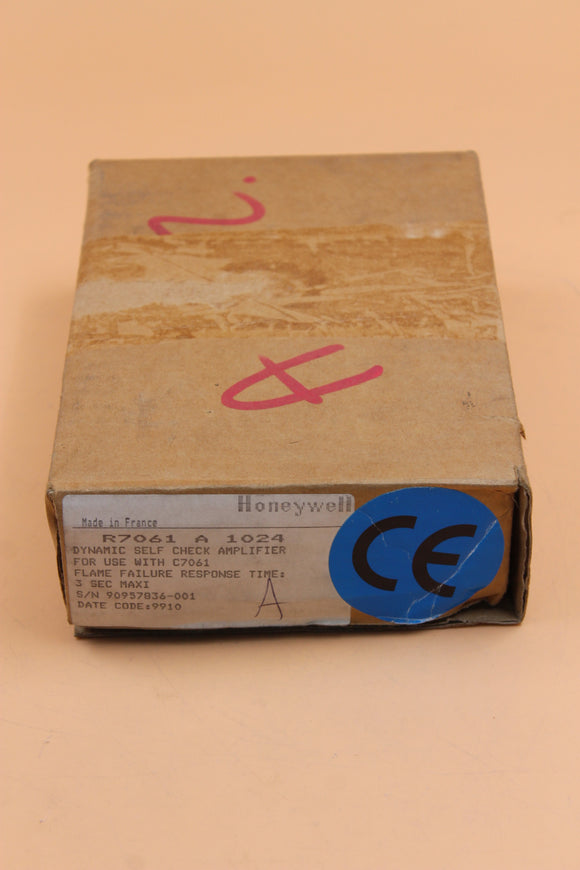 2.
A
Honeywell
Made in France
R7061 A 1024
DYNAMIC SELF CHECK AMPLIFIER
FOR USE WITH C7061
FLAME FAILURE RESPONSE TIME:
3 SEC MAXI
S/N 90957836-001
DATE CODE:9910
A
CE